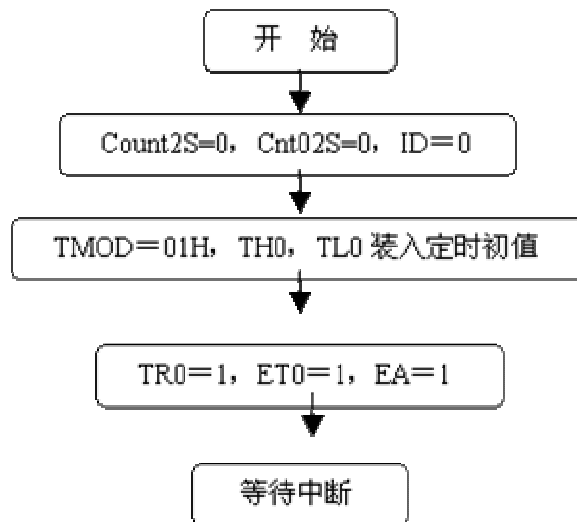 开 始
Count2S=0, Cnt02S=0, ID=0
TMOD=01H, TH0, TL0 装入定时初值
TR0=1, ET0=1, EA=1
等待中断